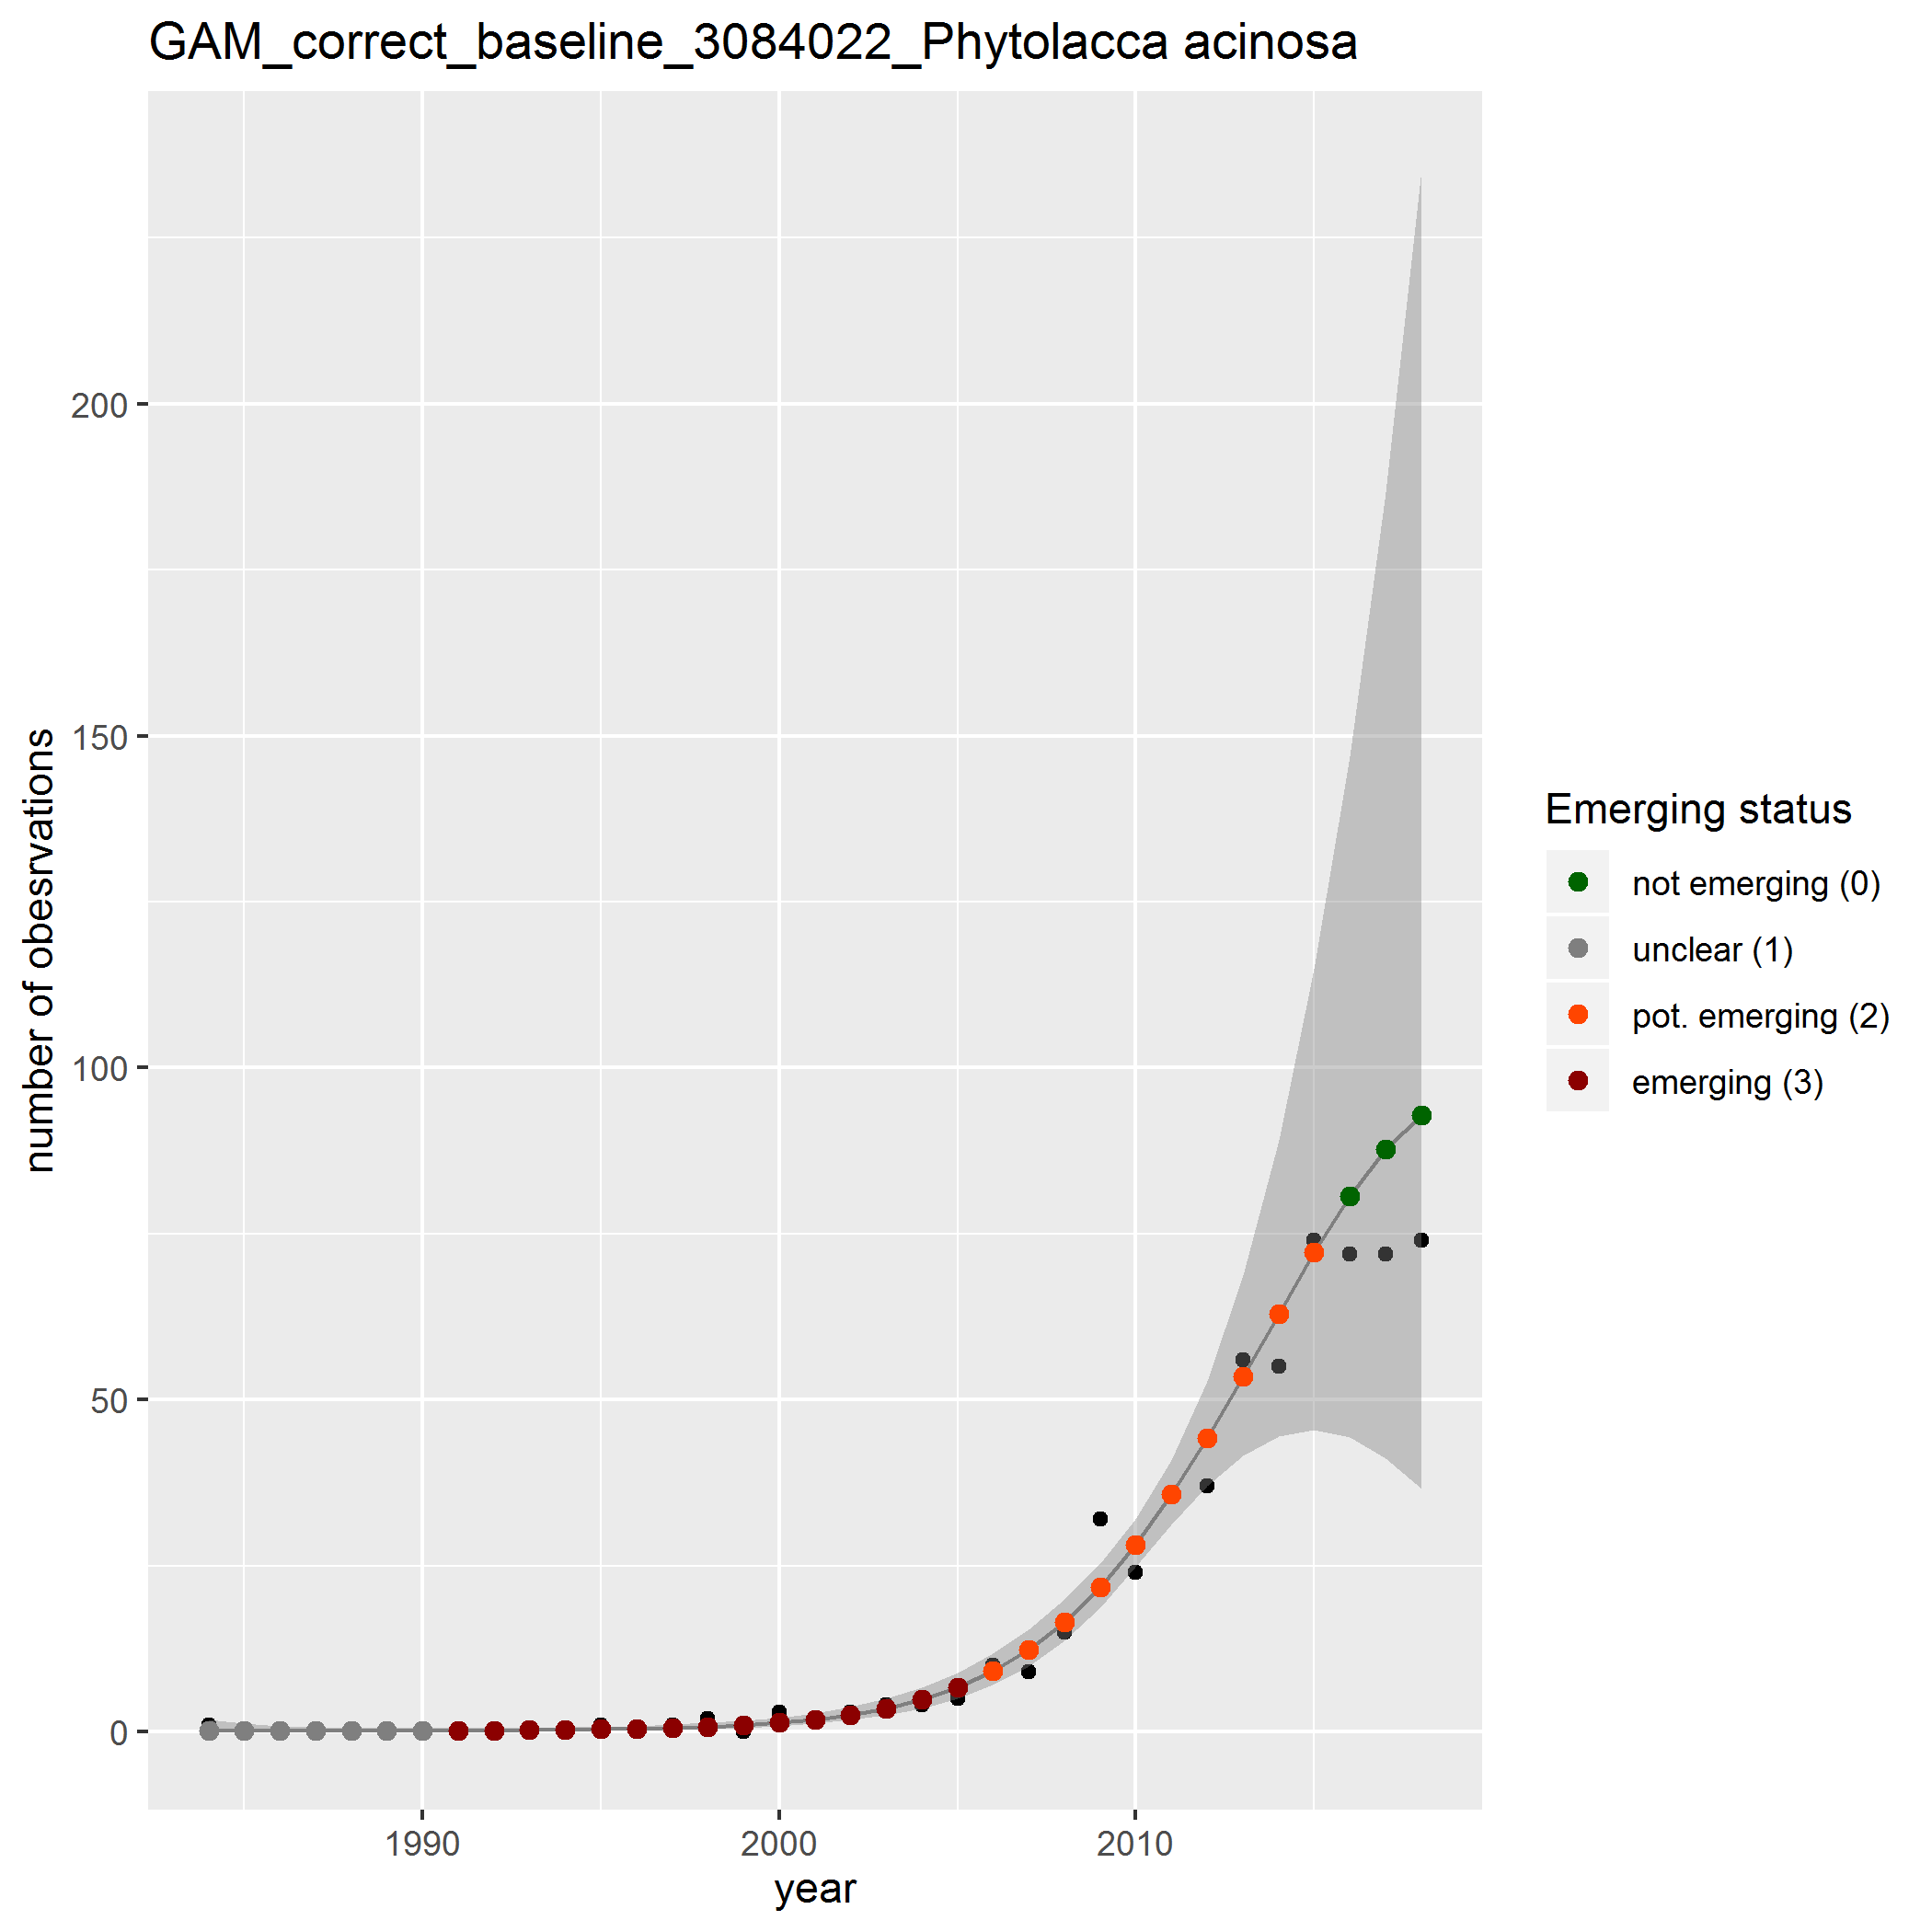 GAM_correct_baseline_3084022_Phytolacca acinosa
number of obesrvations
200
150
100
50
0
1990
2000
2010
year
Emerging status
not emerging (0)
unclear (1)
pot. emerging (2)
emerging (3)